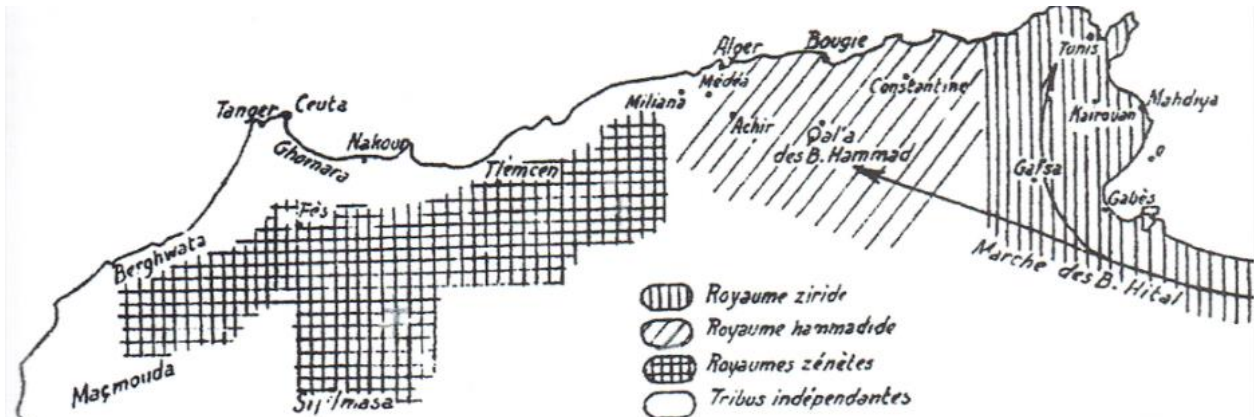 Tanger
Ceuta
Ghomara
Nakour
Alger
Bougie
Tunis
Médéa
Miliana
Constantine
Mahdiya
Kairouan
Achir
Qal'a
des B. Hammad
Tlemcen
Gafsa
Gabès
Fès
Berghwata
Marche des B. Hilal
Maçmouda
Sijilmasa
Royaume ziride
Royaume hammadide
Royaumes zénètes
Tribus indépendantes